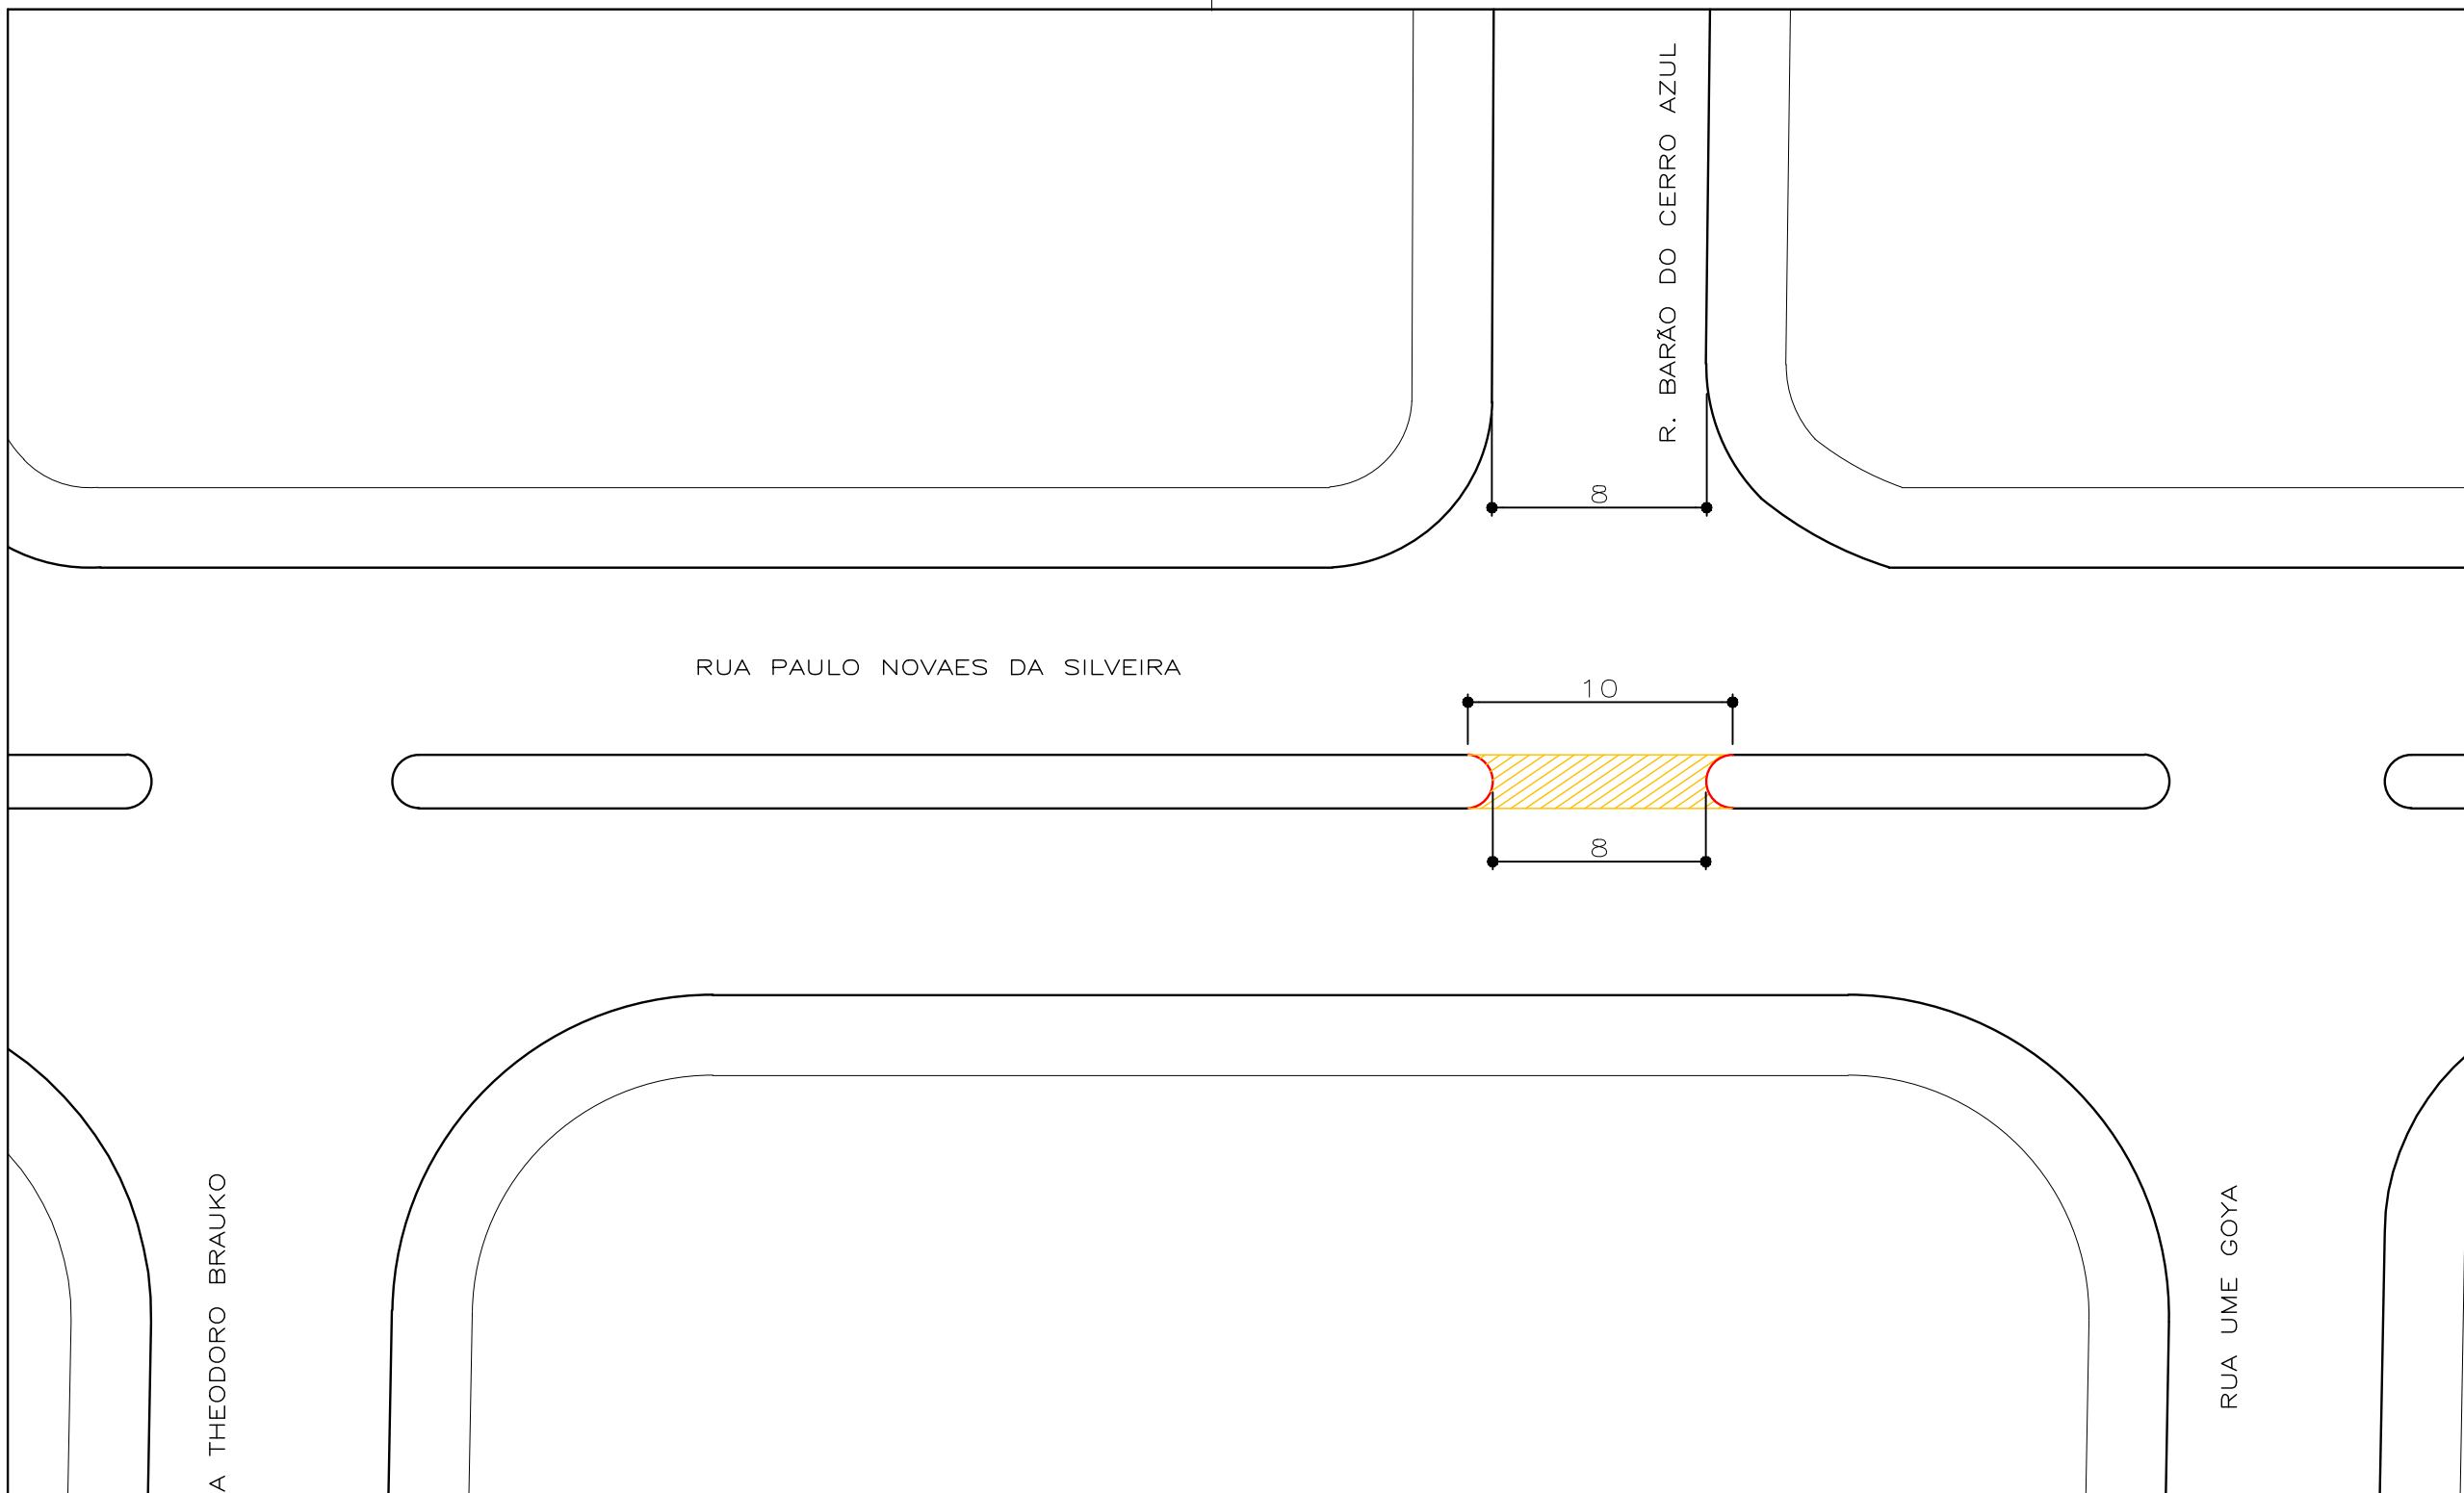 R. BARÃO DO CERRO AZUL
8
RUA PAULO NOVAES DA SILVEIRA
10
8
A THEODORO BRAUKO
RUA UME GOYA